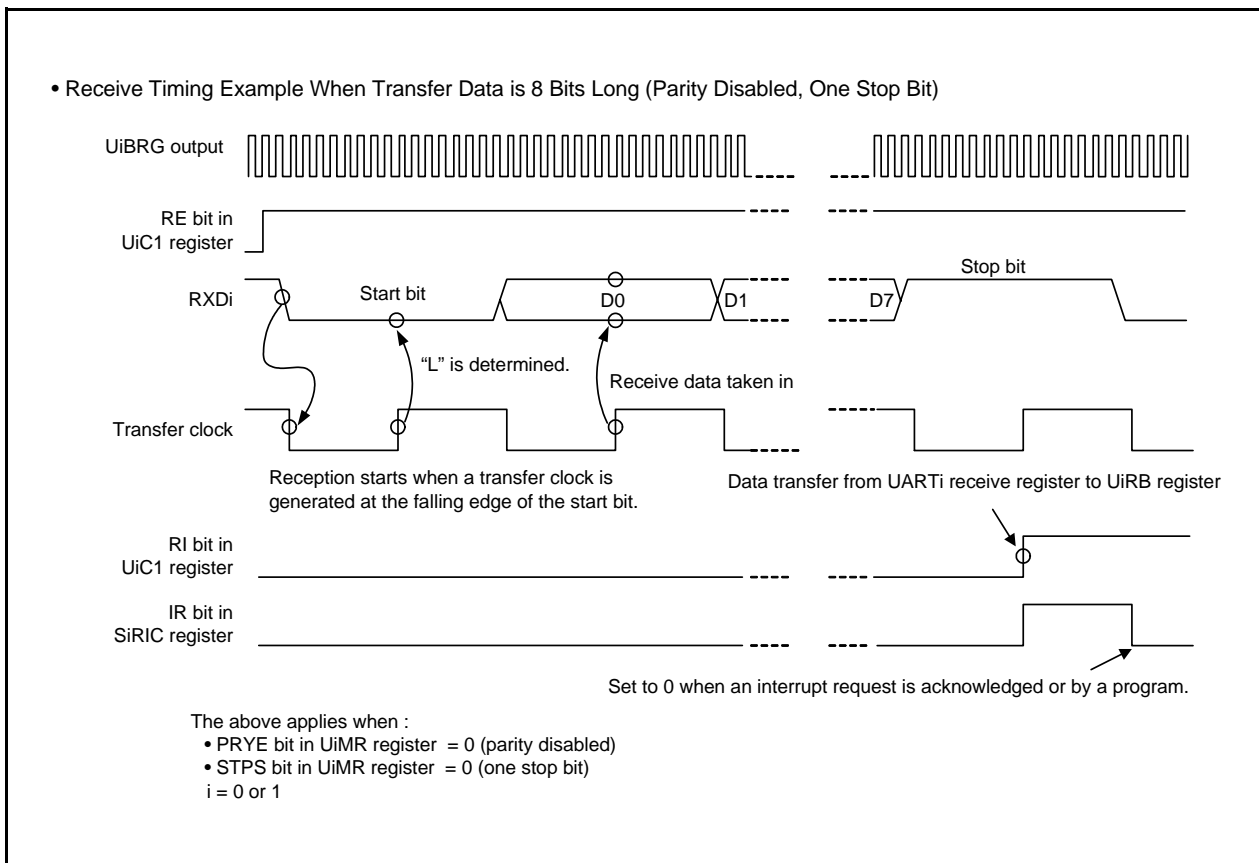 • Receive Timing Example When Transfer Data is 8 Bits Long (Parity Disabled, One Stop Bit)
UiBRG output
RE bit in
UiC1 register
RXDi
Start bit
D0
D1
D7
Stop bit
“L” is determined.
Receive data taken in
Transfer clock
Reception starts when a transfer clock is
generated at the falling edge of the start bit.
Data transfer from UARTi receive register to UiRB register
RI bit in
UiC1 register
IR bit in
SiRIC register
Set to 0 when an interrupt request is acknowledged or by a program.
The above applies when :
• PRYE bit in UiMR register = 0 (parity disabled)
• STPS bit in UiMR register = 0 (one stop bit)
i = 0 or 1